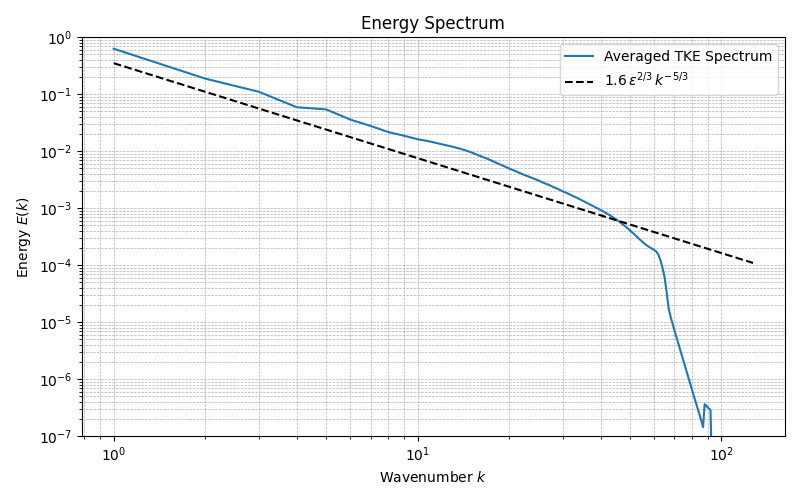 Energy Spectrum
Averaged TKE Spectrum
1.6 ε^{2/3} k^{−5/3}
Energy E(k)
10^0
10^{−1}
10^{−2}
10^{−3}
10^{−4}
10^{−5}
10^{−6}
10^{−7}
10^0
10^1
10^2
Wavenumber k